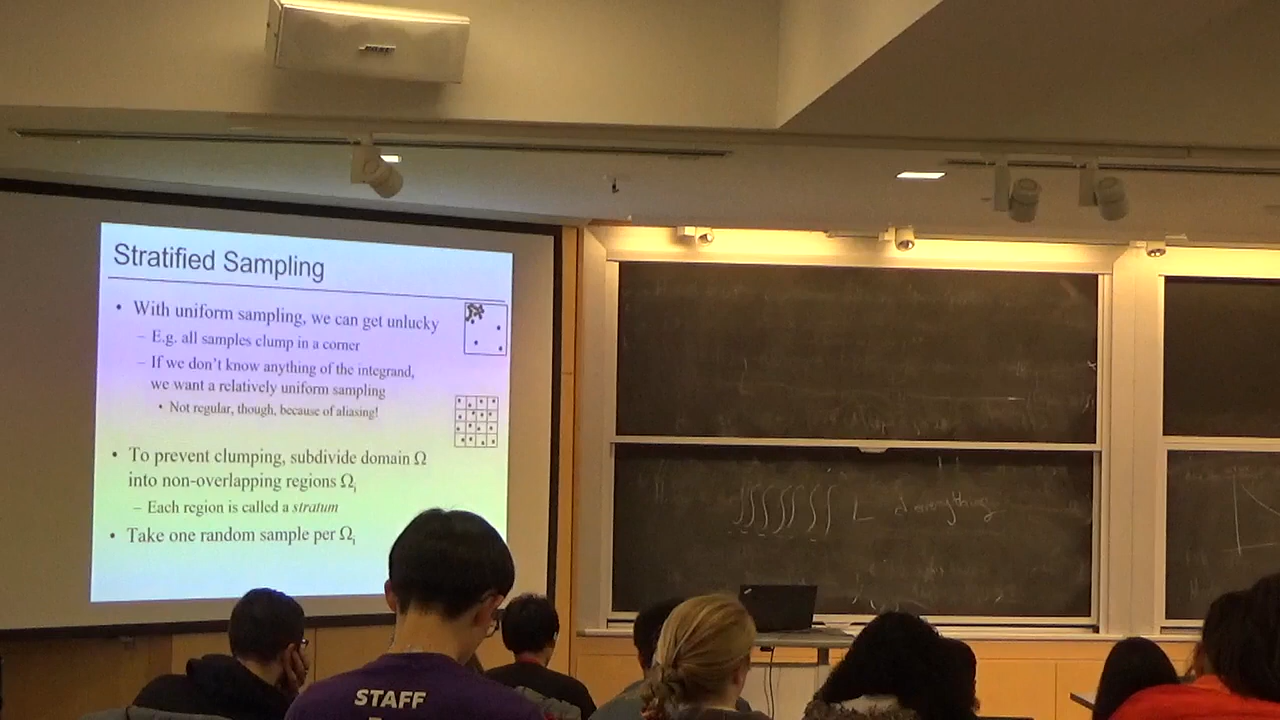 BOSE
Stratified Sampling
• With uniform sampling, we can get unlucky
– E.g. all samples clump in a corner
– If we don't know anything of the integrand,
we want a relatively uniform sampling
• Not regular, though, because of aliasing!
• To prevent clumping, subdivide domain Ω
into non-overlapping regions Ωi
– Each region is called a stratum
• Take one random sample per Ωi
∫∫∫∫∫∫∫ L d everything
STAFF